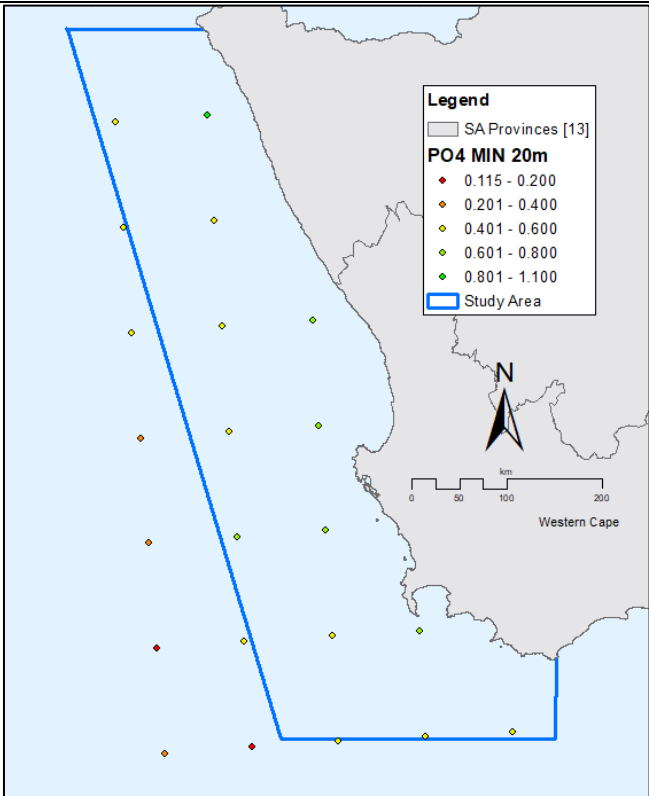 Legend
SA Provinces [13]
PO4 MIN 20m
0.115 - 0.200
0.201 - 0.400
0.401 - 0.600
0.601 - 0.800
0.801 - 1.100
Study Area
N
km
0 50 100 200
Western Cape